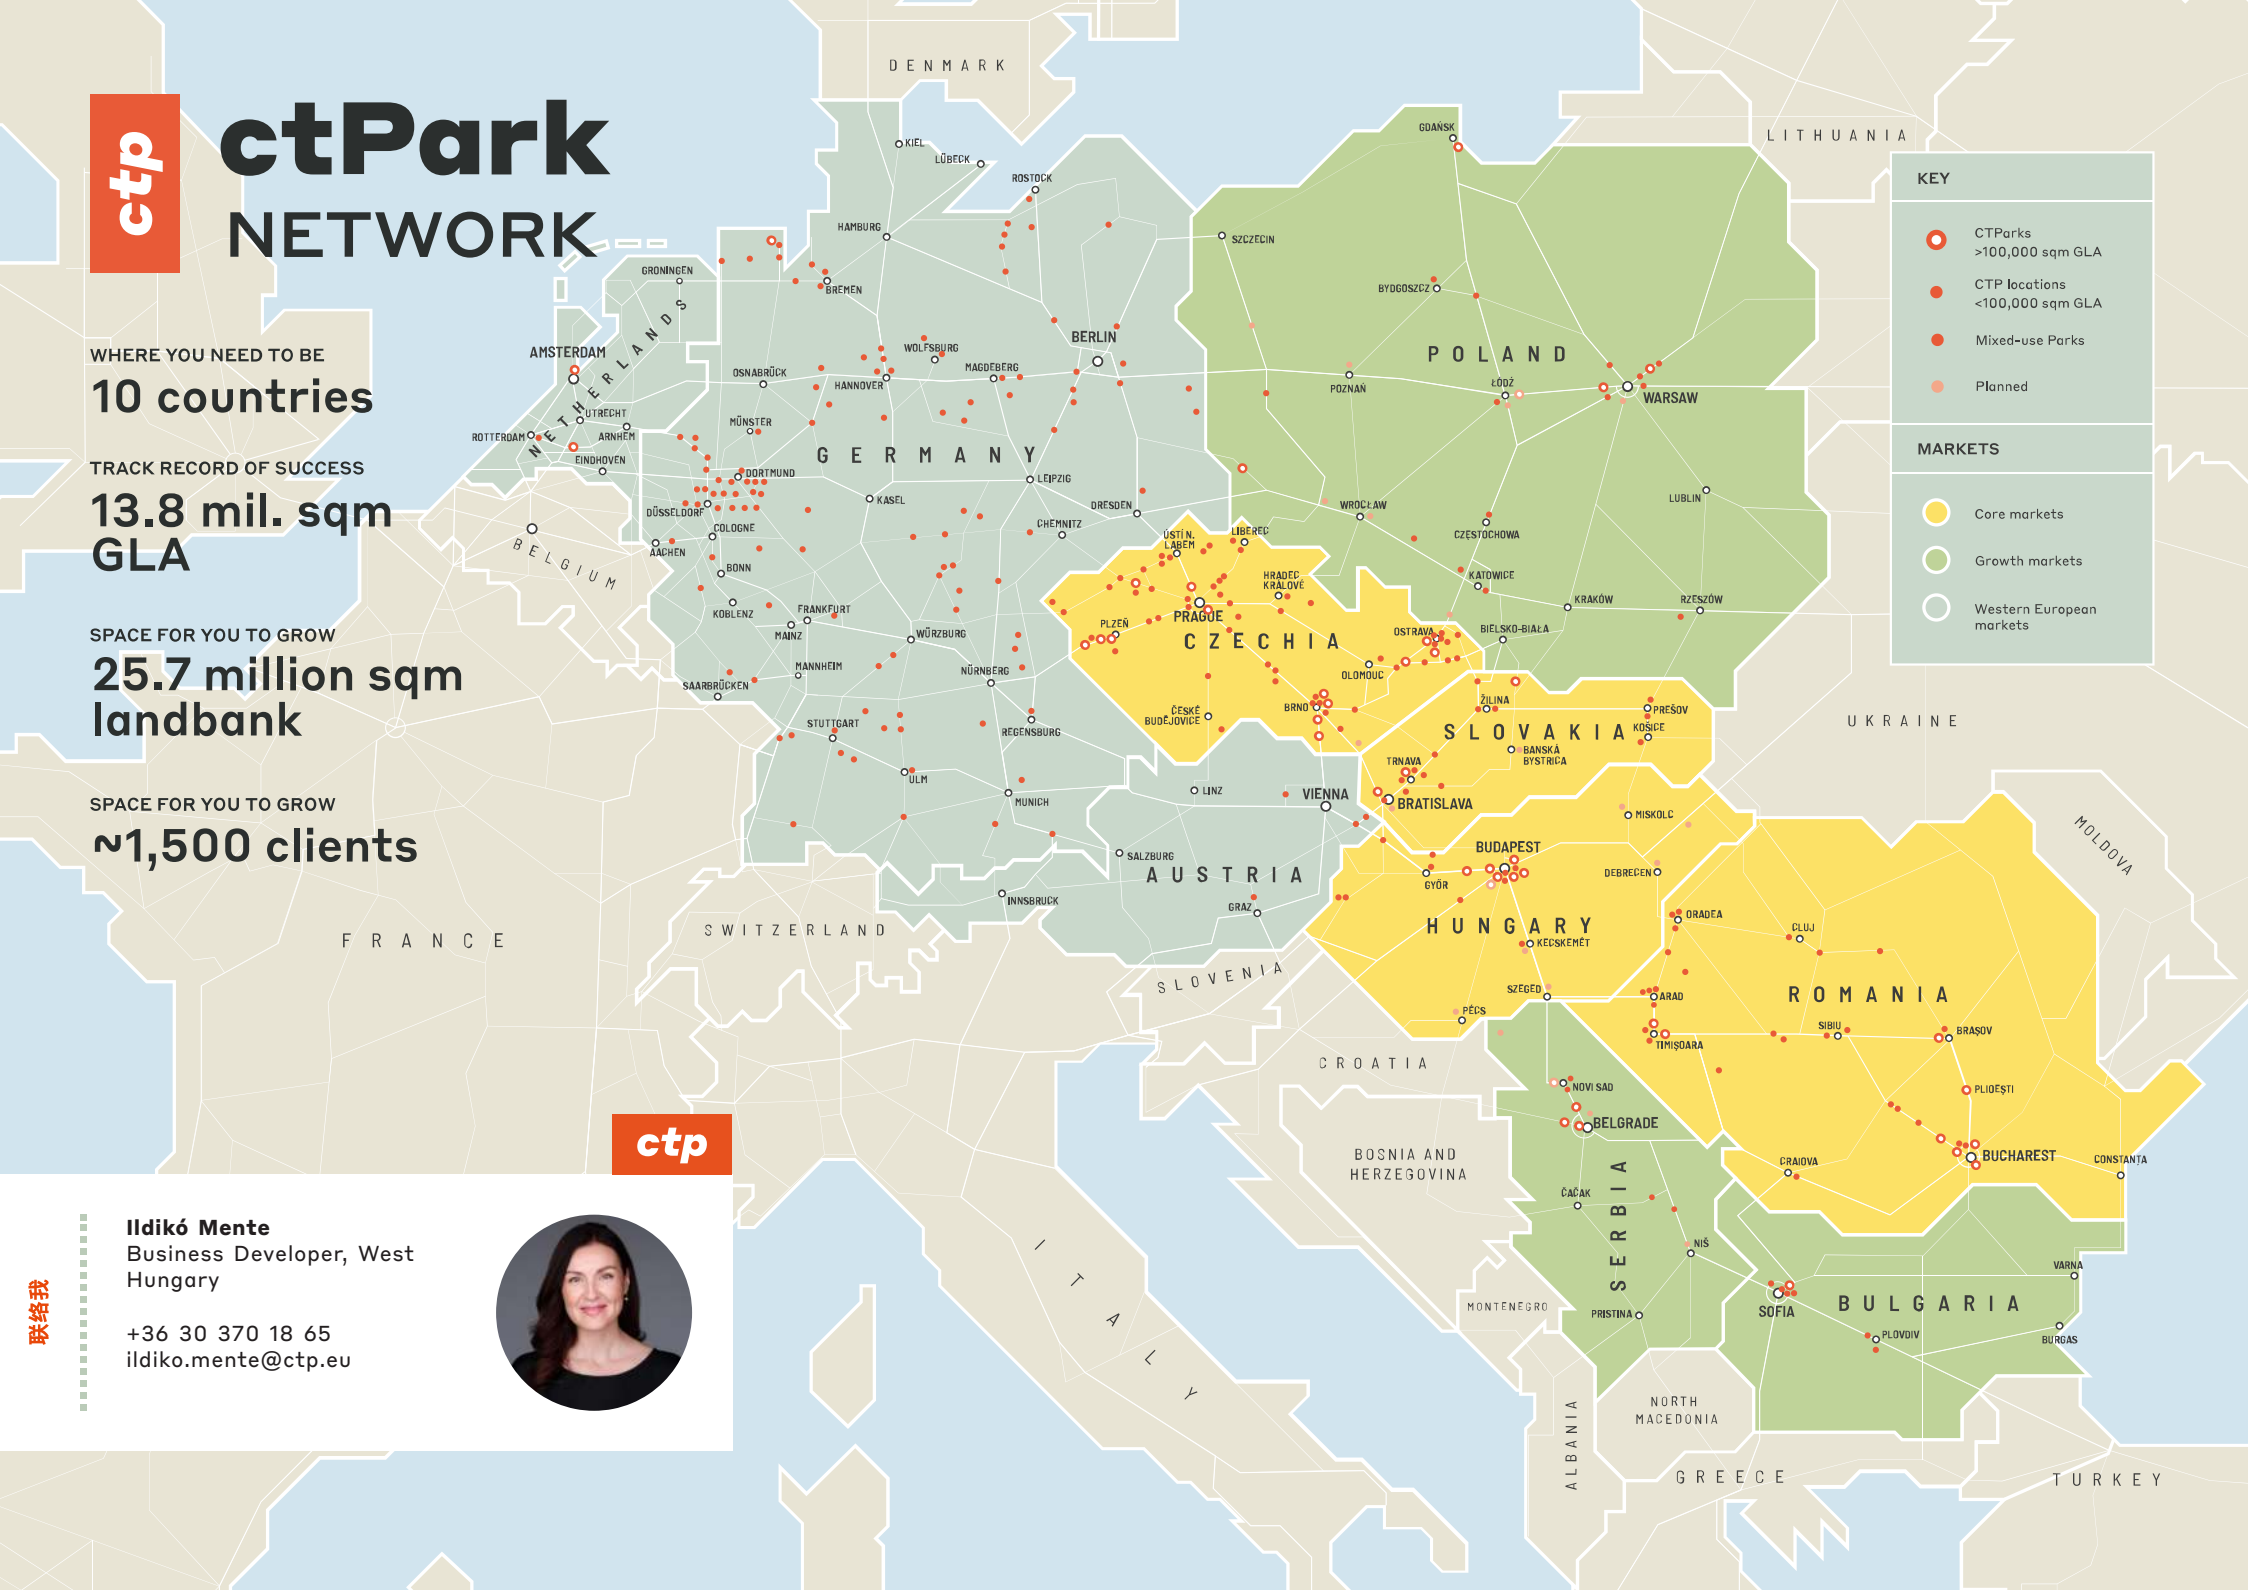 ctp
ctPark
NETWORK
WHERE YOU NEED TO BE
10 countries
TRACK RECORD OF SUCCESS
13.8 mil. sqm
GLA
SPACE FOR YOU TO GROW
25.7 million sqm
landbank
SPACE FOR YOU TO GROW
~1,500 clients
KEY
CTParks
>100,000 sqm GLA
CTP locations
<100,000 sqm GLA
Mixed-use Parks
Planned
MARKETS
Core markets
Growth markets
Western European
markets
DENMARK
LITHUANIA
KIEL
LÜBECK
ROSTOCK
HAMBURG
BREMEN
GRONINGEN
NETHERLANDS
AMSTERDAM
UTRECHT
ROTTERDAM
ARNHEM
EINDHOVEN
BELGIUM
OSNABRÜCK
HANNOVER
WOLFSBURG
MAGDEBERG
BERLIN
MÜNSTER
GERMANY
DORTMUND
DÜSSELDORF
COLOGNE
AACHEN
BONN
KOBLENZ
KASEL
LEIPZIG
DRESDEN
CHEMNITZ
FRANKFURT
MAINZ
WÜRZBURG
MANNHEIM
SAARBRÜCKEN
NÜRNBERG
STUTTGART
REGENSBURG
ULM
MUNICH
GDAŃSK
SZCZECIN
BYDGOSZCZ
POLAND
POZNAŃ
ŁÓDŹ
WARSAW
WROCŁAW
LUBLIN
CZĘSTOCHOWA
KATOWICE
KRAKÓW
RZESZÓW
BIELSKO-BIAŁA
ÚSTÍ N.
LABEM
LIBEREC
HRADEC
KRÁLOVÉ
PRAGUE
PLZEŇ
CZECHIA
OSTRAVA
OLOMOUC
BRNO
ČESKÉ
BUDĚJOVICE
ŽILINA
PREŠOV
KOŠICE
SLOVAKIA
BANSKÁ
BYSTRICA
TRNAVA
BRATISLAVA
UKRAINE
MOLDOVA
LINZ
VIENNA
SALZBURG
AUSTRIA
INNSBRUCK
GRAZ
MISKOLC
BUDAPEST
GYŐR
DEBRECEN
HUNGARY
KECSKEMÉT
SZEGED
PÉCS
ORADEA
CLUJ
ROMANIA
ARAD
TIMIȘOARA
SIBIU
BRAȘOV
PLIOEȘTI
BUCHAREST
CRAIOVA
CONSTANȚA
FRANCE
SWITZERLAND
SLOVENIA
CROATIA
BOSNIA AND
HERZEGOVINA
NOVI SAD
BELGRADE
ČAČAK
SERBIA
NIŠ
PRISTINA
MONTENEGRO
SOFIA
BULGARIA
PLOVDIV
VARNA
BURGAS
ITALY
ALBANIA
NORTH
MACEDONIA
GREECE
TURKEY
ctp
联络我
Ildikó Mente
Business Developer, West
Hungary
+36 30 370 18 65
ildiko.mente@ctp.eu